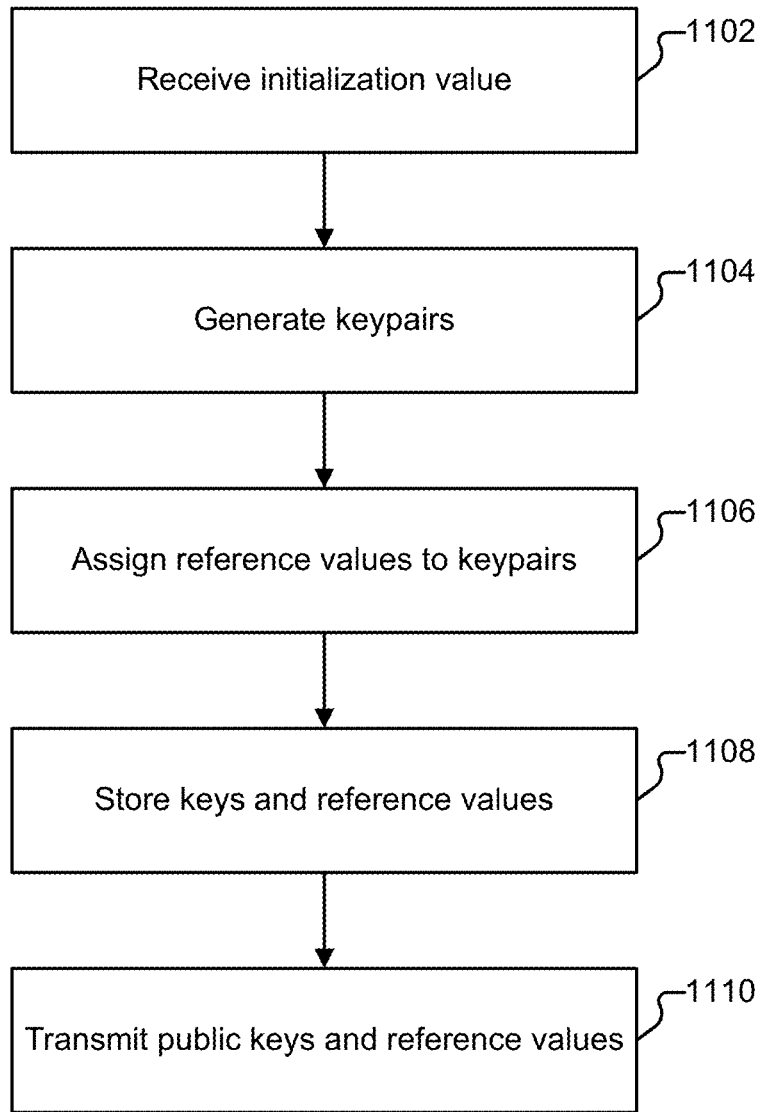 1102
Receive initialization value
1104
Generate keypairs
1106
Assign reference values to keypairs
1108
Store keys and reference values
1110
Transmit public keys and reference values